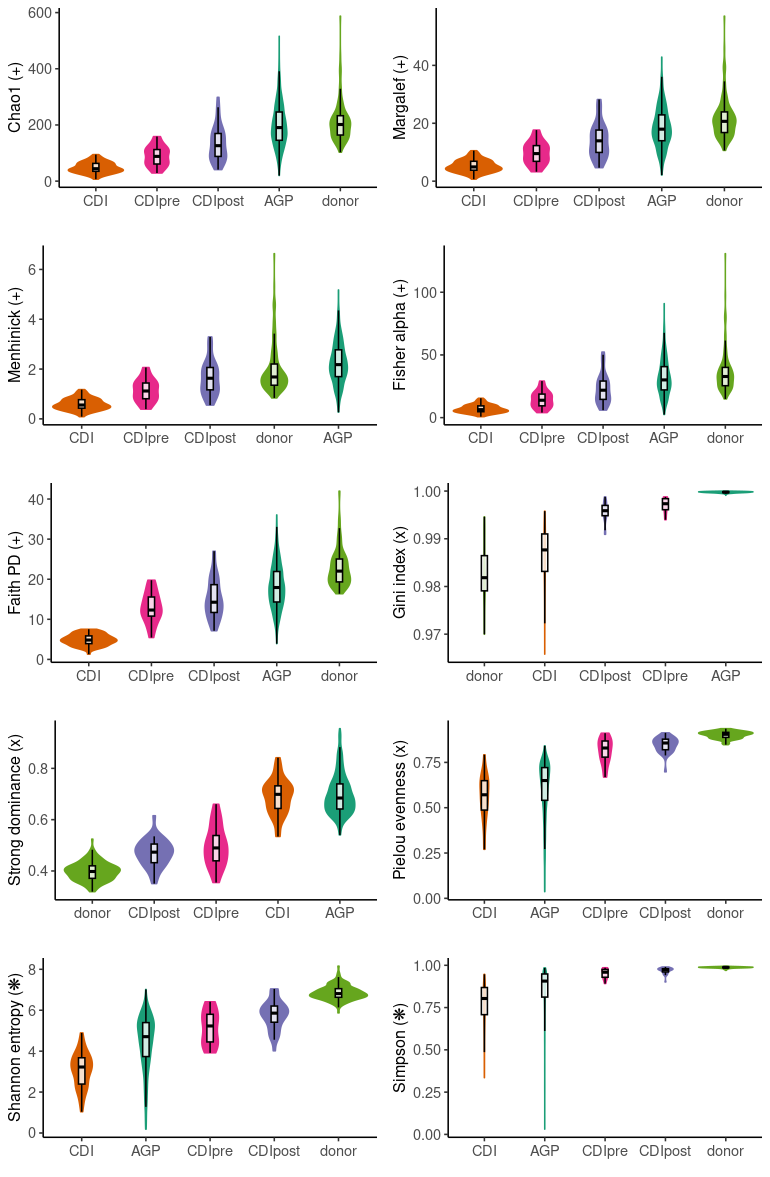 Chao1 (+)
600
400
200
0
CDI CDIpre CDIpost AGP donor
Margalef (+)
40
20
0
CDI CDIpre CDIpost AGP donor
Menhinick (+)
6
4
2
0
CDI CDIpre CDIpost donor AGP
Fisher alpha (+)
100
50
0
CDI CDIpre CDIpost AGP donor
Faith PD (+)
40
30
20
10
0
CDI CDIpre CDIpost AGP donor
Gini index (x)
1.00
0.99
0.98
0.97
donor CDI CDIpost CDIpre AGP
Strong dominance (x)
0.8
0.6
0.4
donor CDIpost CDIpre CDI AGP
Pielou evenness (x)
0.75
0.50
0.25
0.00
CDI AGP CDIpre CDIpost donor
Shannon entropy (❋)
8
6
4
2
0
CDI AGP CDIpre CDIpost donor
Simpson (❋)
1.00
0.75
0.50
0.25
0.00
CDI AGP CDIpre CDIpost donor